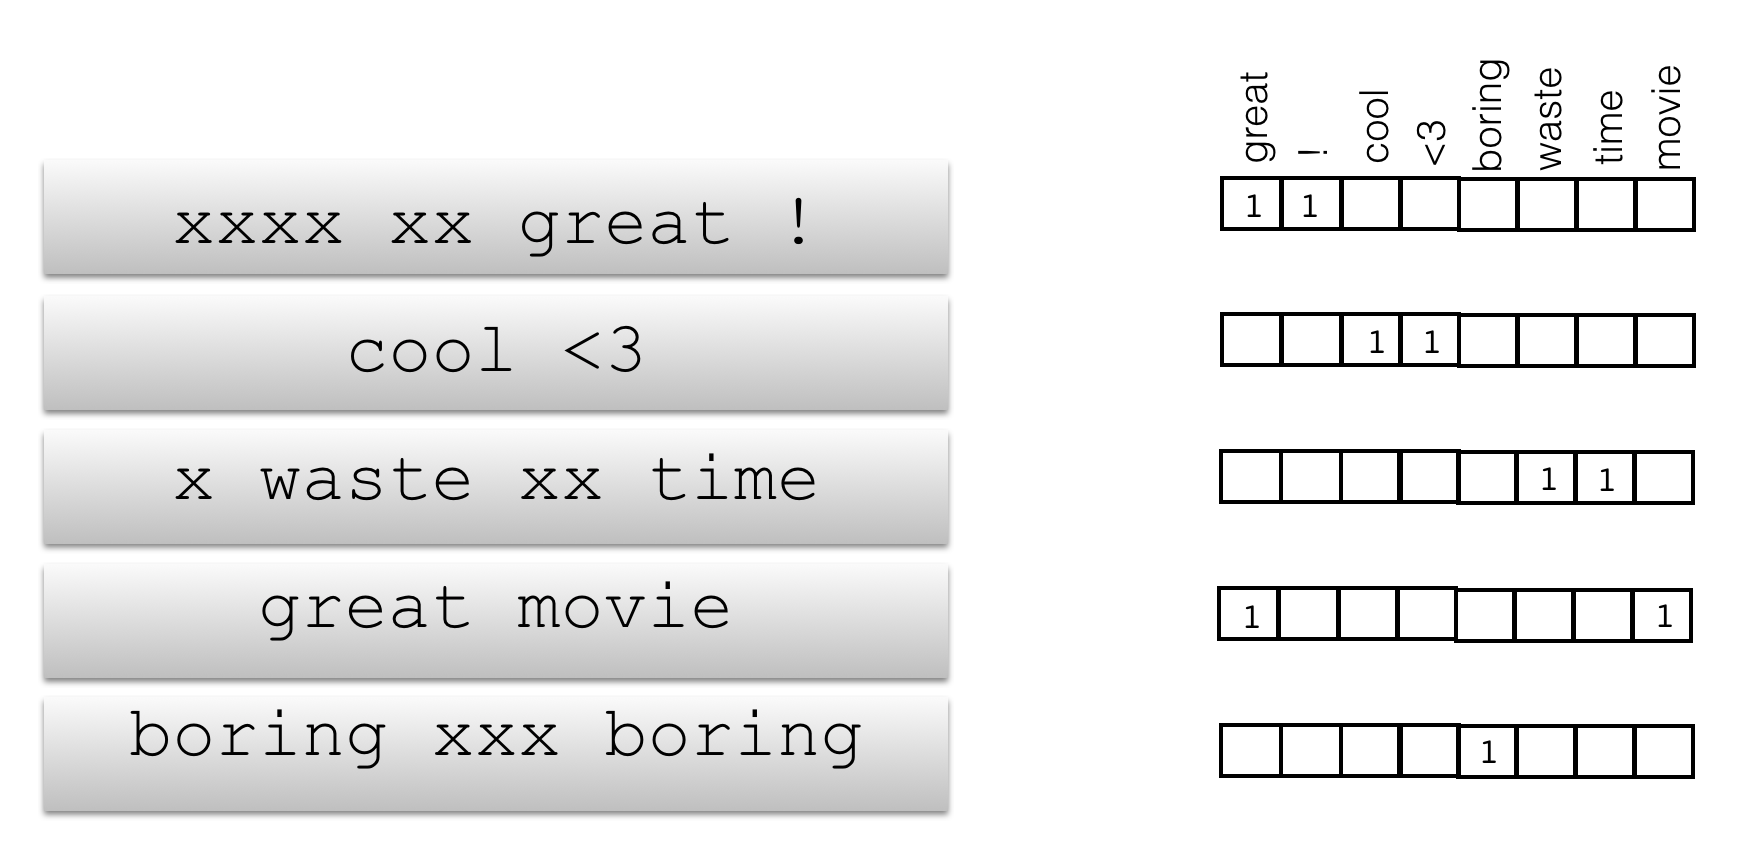 great ! cool <3 boring waste time movie
xxxx xx great !
1 1
cool <3
1 1
x waste xx time
1 1
great movie
1 1
boring xxx boring
1